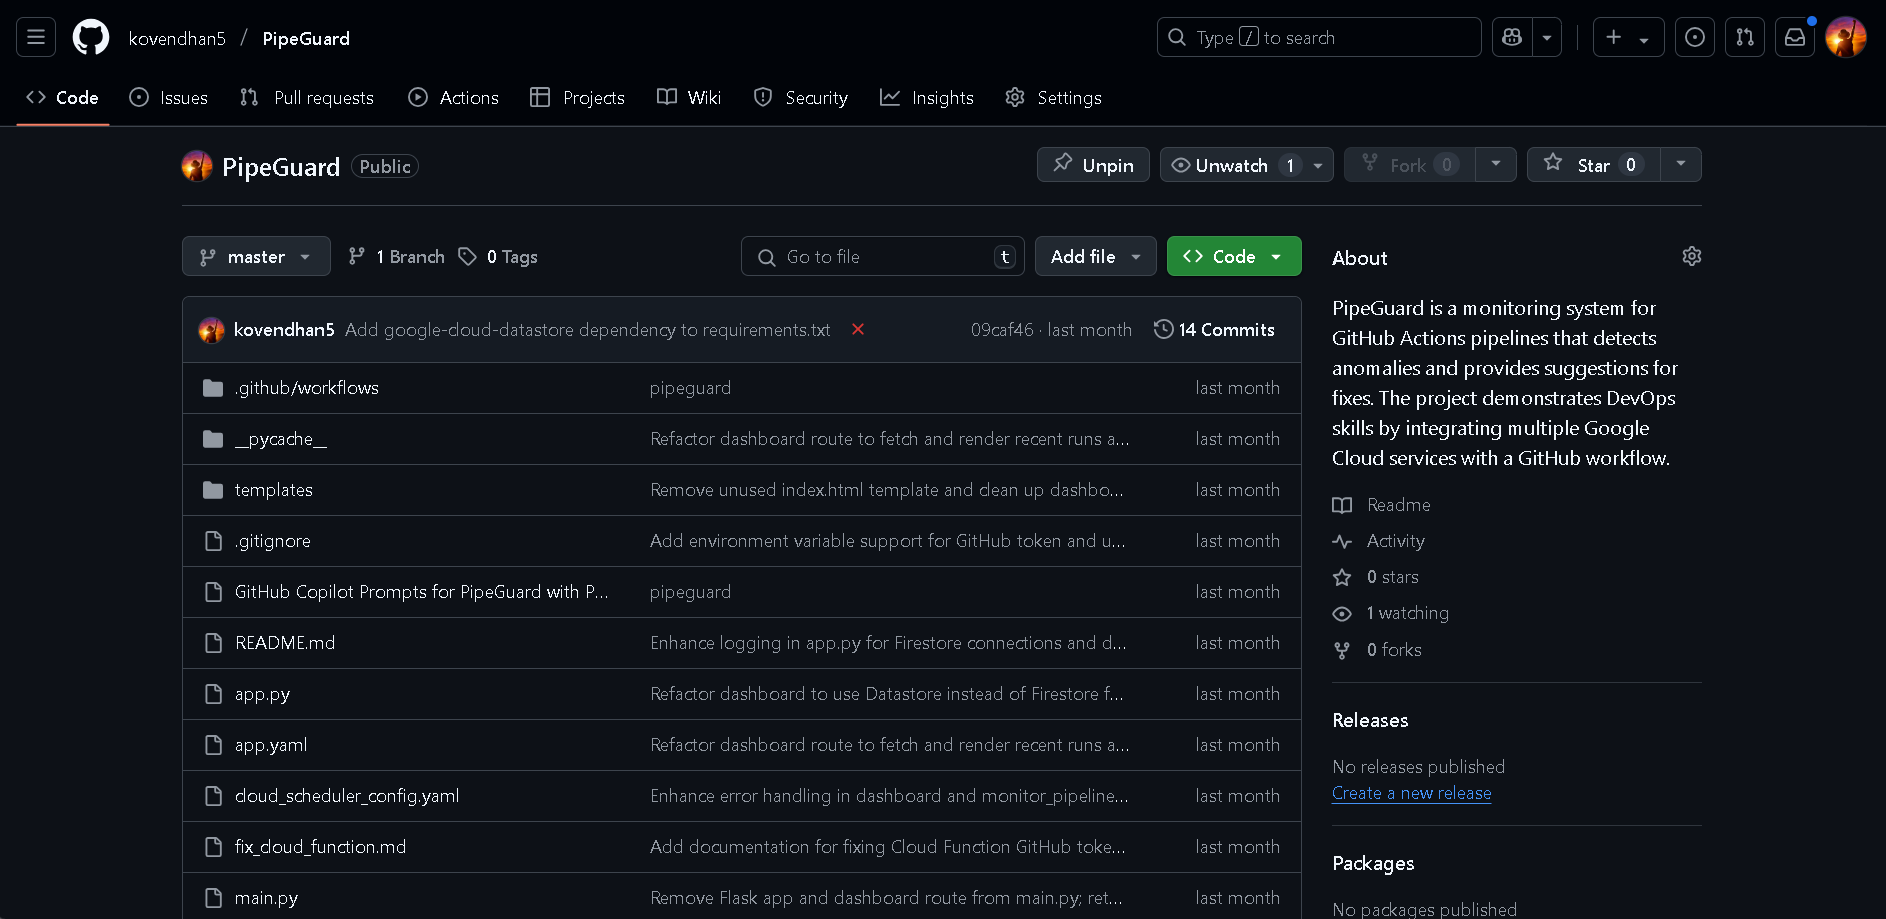 kovendhan5 / PipeGuard
Type / to search
Code Issues Pull requests Actions Projects Wiki Security Insights Settings
PipeGuard Public
Unpin Unwatch 1 Fork 0 Star 0
master 1 Branch 0 Tags
Go to file t Add file Code
kovendhan5 Add google-cloud-datastore dependency to requirements.txt 09caf46 · last month 14 Commits
.github/workflows pipeguard last month
__pycache__ Refactor dashboard route to fetch and render recent runs a... last month
templates Remove unused index.html template and clean up dashbo... last month
.gitignore Add environment variable support for GitHub token and u... last month
GitHub Copilot Prompts for PipeGuard with P... pipeguard last month
README.md Enhance logging in app.py for Firestore connections and d... last month
app.py Refactor dashboard to use Datastore instead of Firestore f... last month
app.yaml Refactor dashboard route to fetch and render recent runs a... last month
cloud_scheduler_config.yaml Enhance error handling in dashboard and monitor_pipeline... last month
fix_cloud_function.md Add documentation for fixing Cloud Function GitHub toke... last month
main.py Remove Flask app and dashboard route from main.py; ret... last month
About
PipeGuard is a monitoring system for
GitHub Actions pipelines that detects
anomalies and provides suggestions for
fixes. The project demonstrates DevOps
skills by integrating multiple Google
Cloud services with a GitHub workflow.
Readme
Activity
0 stars
1 watching
0 forks
Releases
No releases published
Create a new release
Packages
No packages published